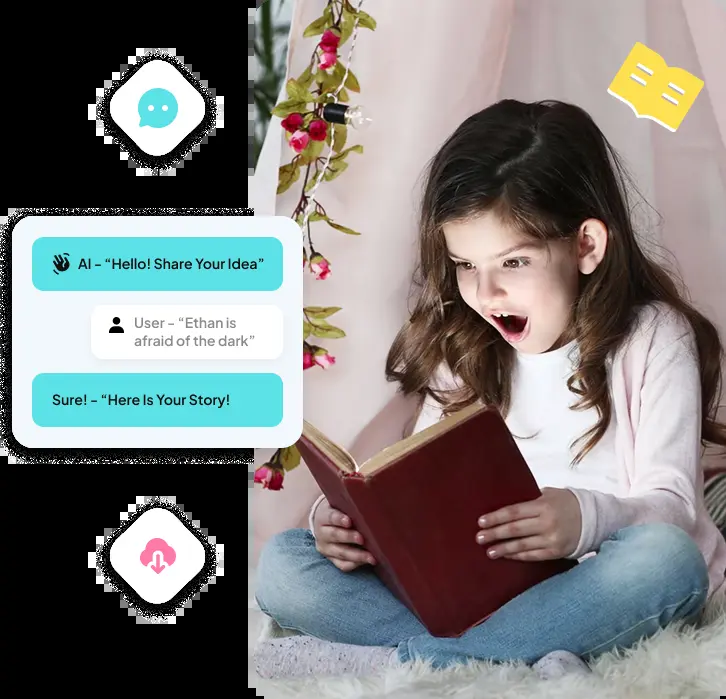 AI - “Hello! Share Your Idea”
User - “Ethan is
afraid of the dark”
Sure! - “Here Is Your Story!